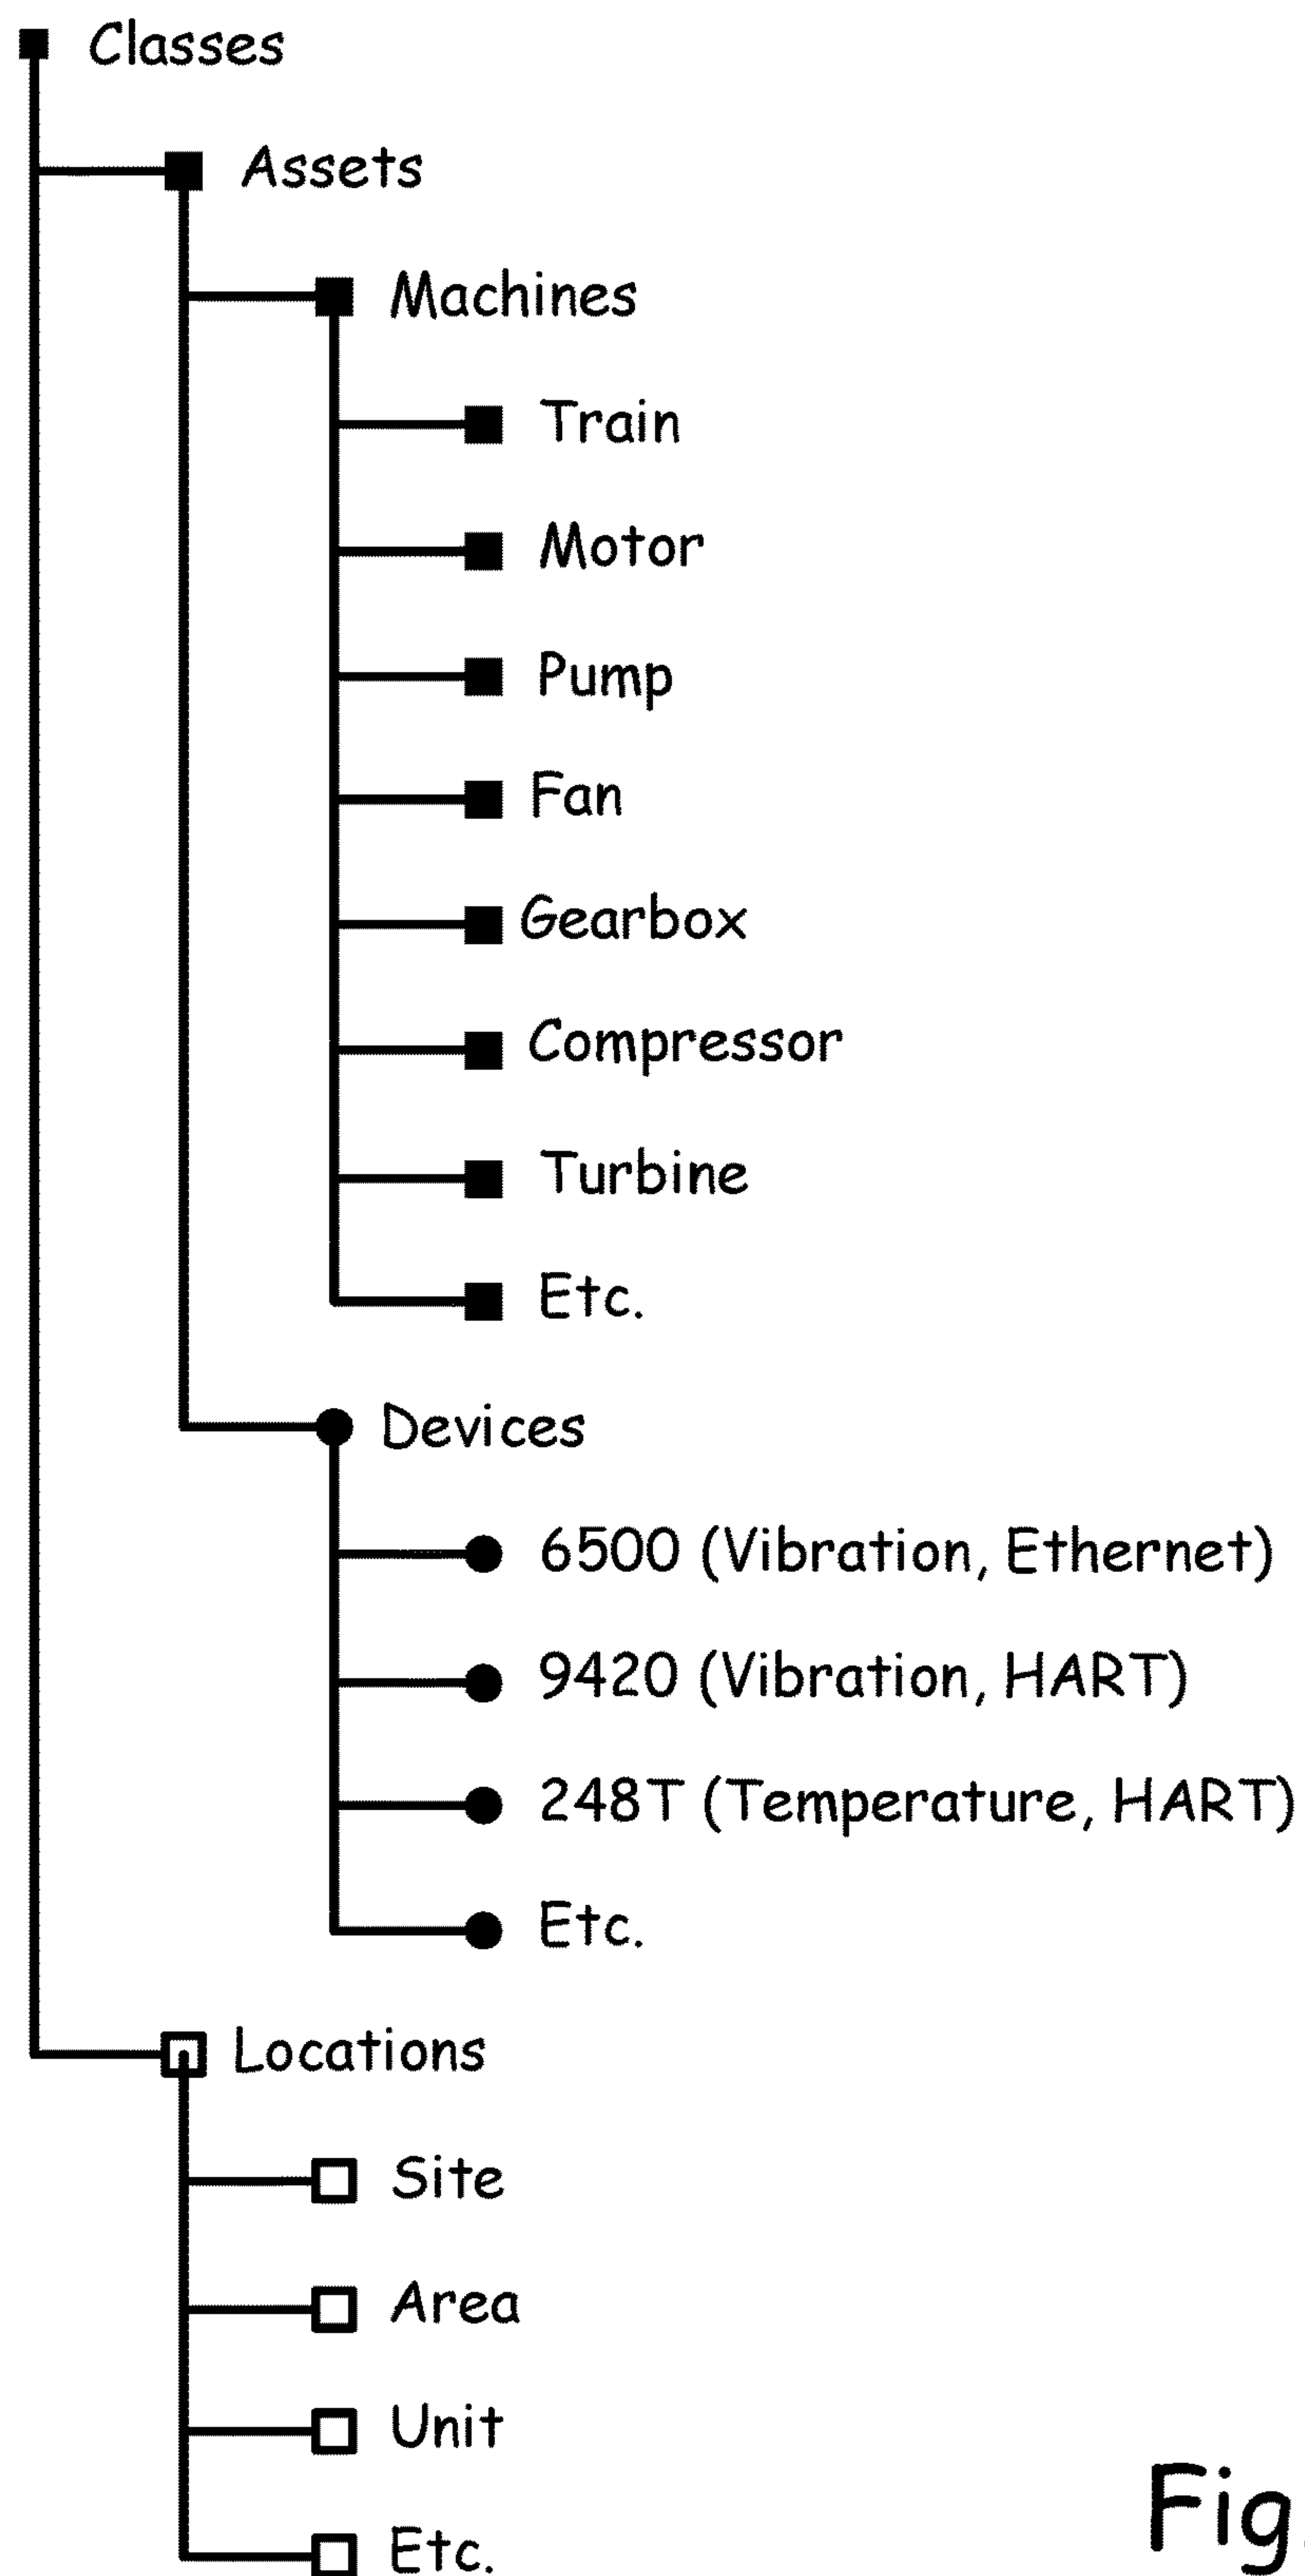 Classes
Assets
Machines
Train
Motor
Pump
Fan
Gearbox
Compressor
Turbine
Etc.
Devices
6500 (Vibration, Ethernet)
9420 (Vibration, HART)
248T (Temperature, HART)
Etc.
Locations
Site
Area
Unit
Etc.
Fig.